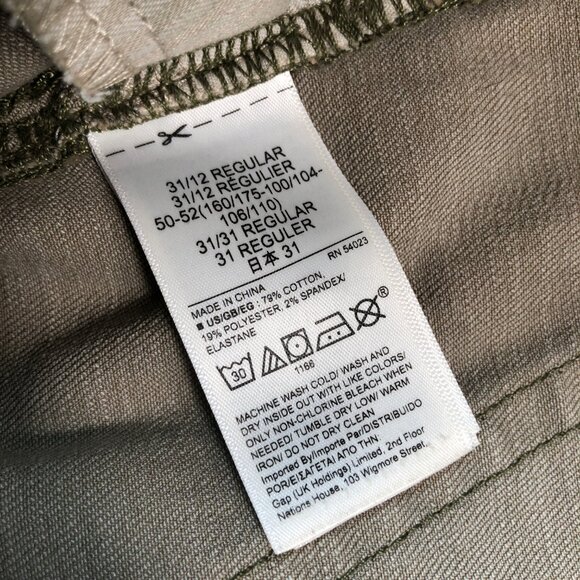 31/12 REGULAR
31/12 RÉGULIER
50-52(160/175-100/104-
106/110)
31/31 REGULAR
31 REGULER
日本 31
RN 54023
MADE IN CHINA
■ US/GB/EG : 79% COTTON,
19% POLYESTER, 2% SPANDEX/
ELASTANE
30
1166
MACHINE WASH COLD/ WASH AND
DRY INSIDE OUT WITH LIKE COLORS/
ONLY NON-CHLORINE BLEACH WHEN
NEEDED/ TUMBLE DRY LOW/ WARM
IRON/ DO NOT DRY CLEAN
Imported By/Importe Par/DISTRIBUIDO
POR/ΕΙΣΑΓΕΤΑΙ ΑΠΟ ΤΗΝ
Gap (UK Holdings) Limited, 2nd Floor
Nations House, 103 Wigmore Street,